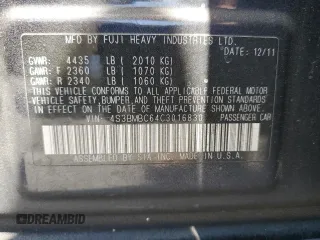 MFD BY FUJI HEAVY INDUSTRIES LTD.
DATE: 12/11
GVWR: 4435 LB ( 2010 KG)
GAWR: F 2360 LB ( 1070 KG)
GAWR: R 2340 LB ( 1060 KG)
THIS VEHICLE CONFORMS TO ALL APPLICABLE FEDERAL MOTOR
VEHICLE SAFETY, BUMPER, AND THEFT PREVENTION STANDARDS
IN EFFECT ON THE DATE OF MANUFACTURE SHOWN ABOVE.
VIN: 4S3BMBC64C3016830 PASSENGER CAR
ASSEMBLED BY SIA,INC. MADE IN U.S.A.